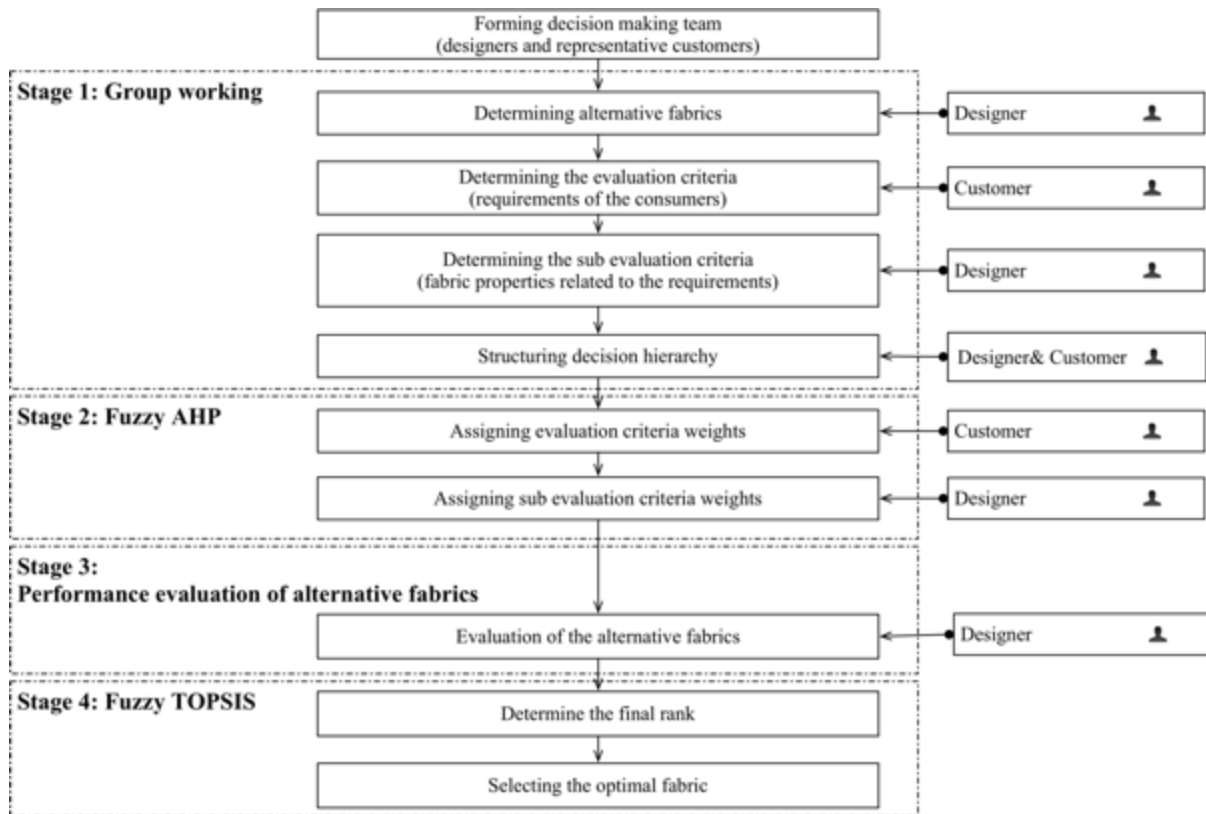 Forming decision making team
(designers and representative customers)
Stage 1: Group working
Determining alternative fabrics
Designer
Determining the evaluation criteria
(requirements of the consumers)
Customer
Determining the sub evaluation criteria
(fabric properties related to the requirements)
Designer
Structuring decision hierarchy
Designer& Customer
Stage 2: Fuzzy AHP
Assigning evaluation criteria weights
Customer
Assigning sub evaluation criteria weights
Designer
Stage 3:
Performance evaluation of alternative fabrics
Evaluation of the alternative fabrics
Designer
Stage 4: Fuzzy TOPSIS
Determine the final rank
Selecting the optimal fabric